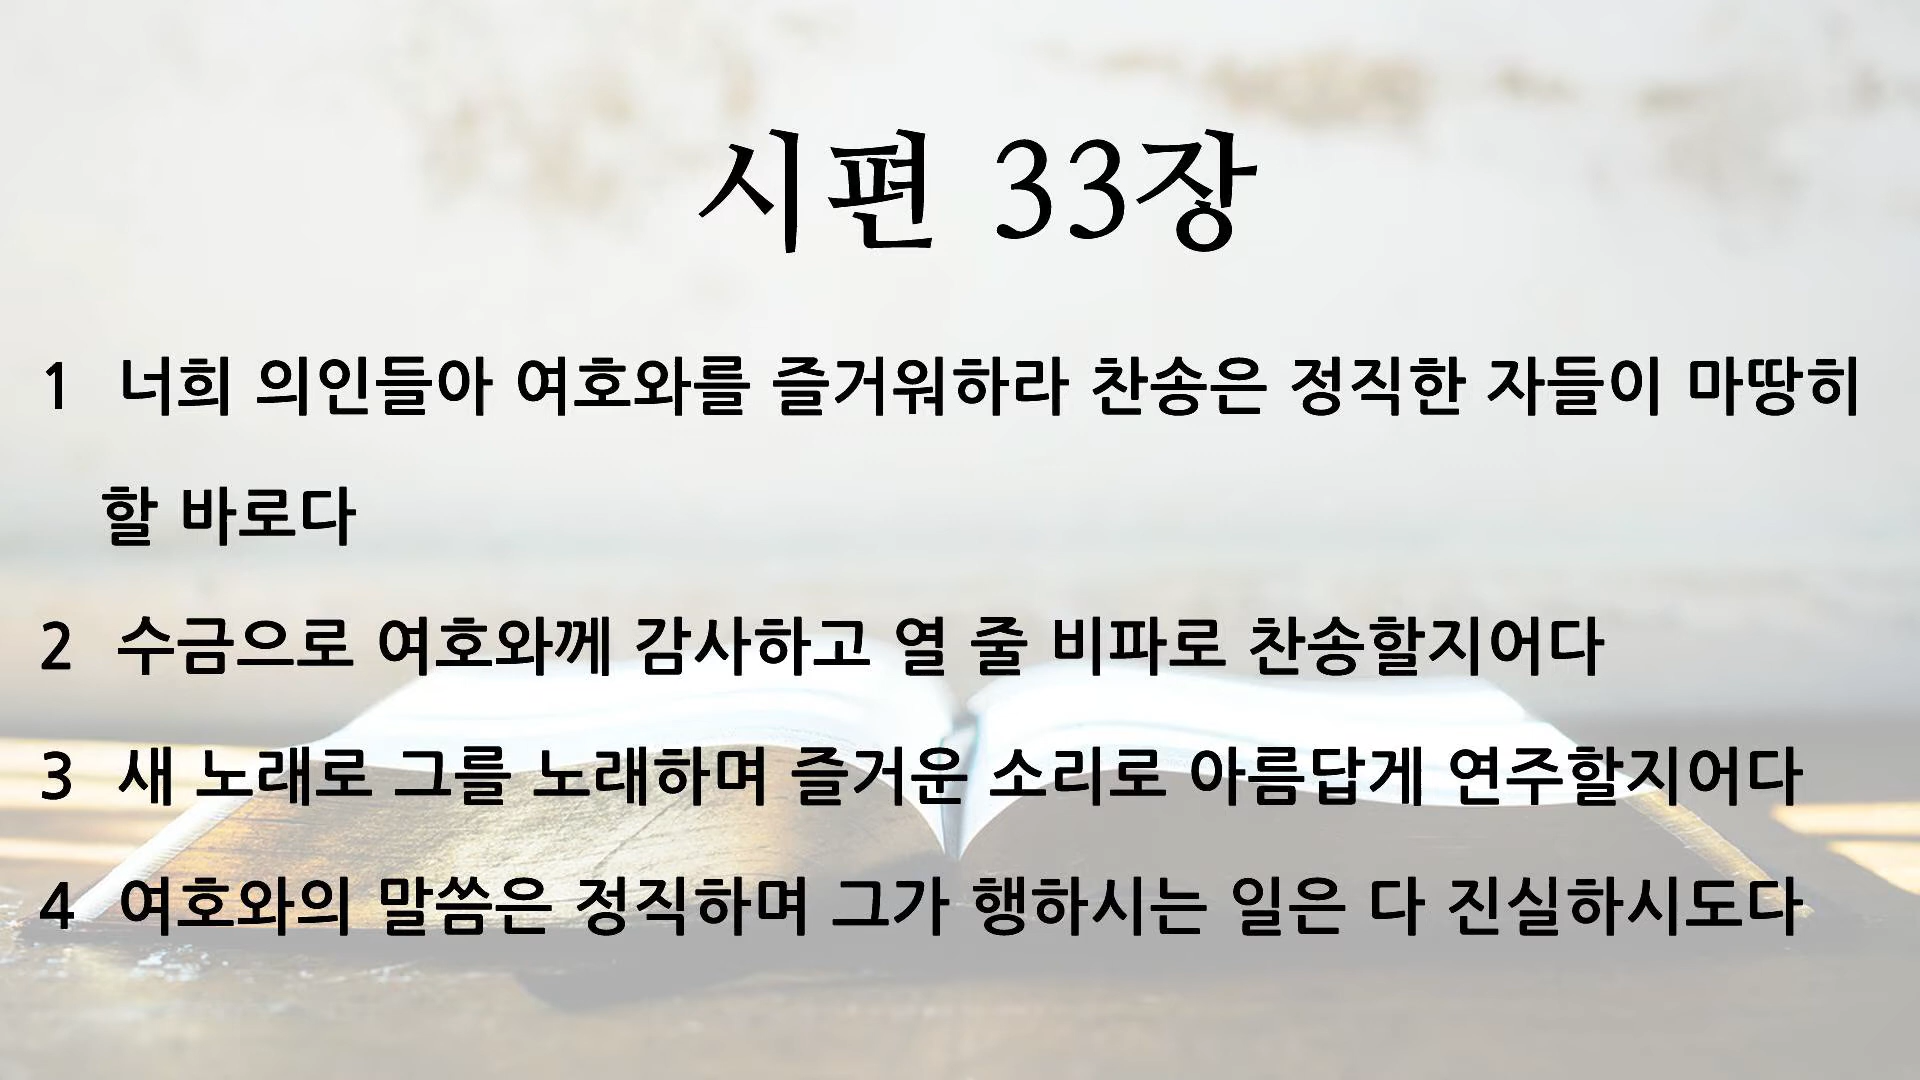 시편 33장
1 너희 의인들아 여호와를 즐거워하라 찬송은 정직한 자들이 마땅히
할 바로다
2 수금으로 여호와께 감사하고 열 줄 비파로 찬송할지어다
3 새 노래로 그를 노래하며 즐거운 소리로 아름답게 연주할지어다
4 여호와의 말씀은 정직하며 그가 행하시는 일은 다 진실하시도다